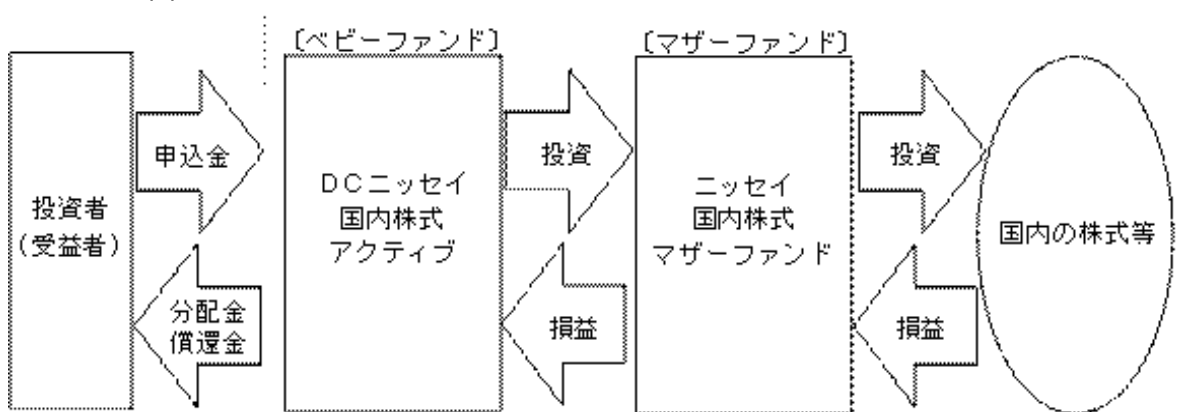 〔ベビーファンド〕
〔マザーファンド〕
投資者
(受益者)
申込金
分配金
償還金
DCニッセイ
国内株式
アクティブ
投資
損益
ニッセイ
国内株式
マザーファンド
投資
損益
国内の株式等